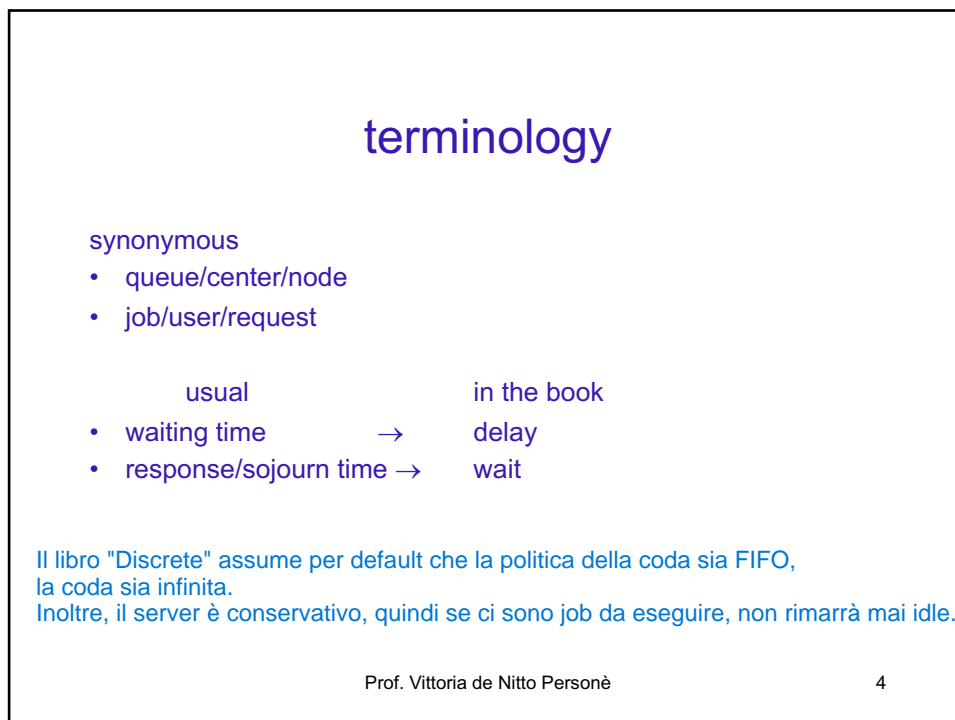 terminology
synonymous
• queue/center/node
• job/user/request
usual in the book
• waiting time → delay
• response/sojourn time → wait
Il libro "Discrete" assume per default che la politica della coda sia FIFO,
la coda sia infinita.
Inoltre, il server è conservativo, quindi se ci sono job da eseguire, non rimarrà mai idle.
Prof. Vittoria de Nitto Personè 4